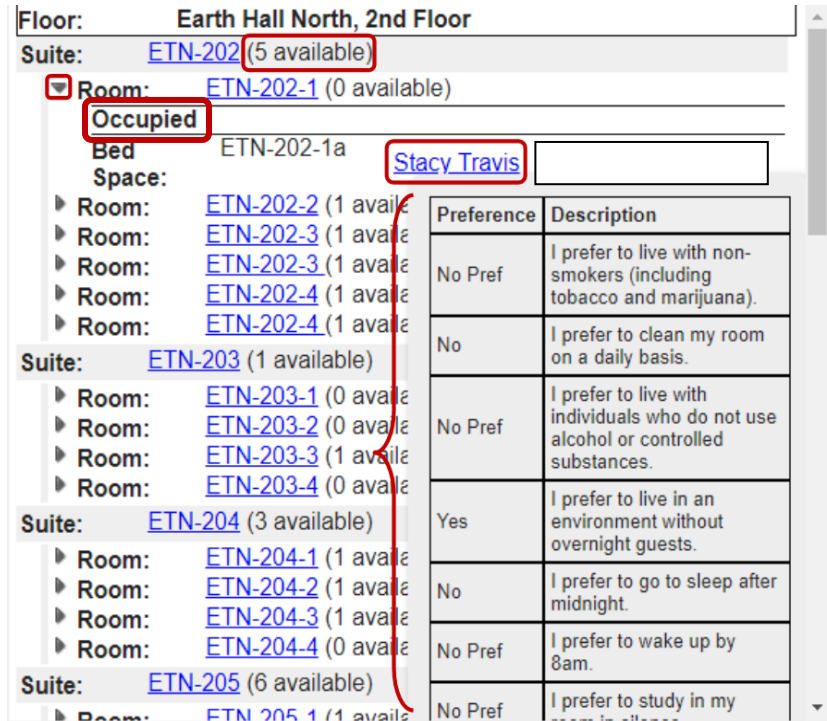 Floor: Earth Hall North, 2nd Floor
Suite: ETN-202 (5 available)
Room: ETN-202-1 (0 available)
Occupied
Bed Space: ETN-202-1a Stacy Travis
Room: ETN-202-2 (1 availa
Room: ETN-202-3 (1 availa
Room: ETN-202-3 (1 availa
Room: ETN-202-4 (1 availa
Room: ETN-202-4 (1 availa
Suite: ETN-203 (1 available)
Room: ETN-203-1 (0 availa
Room: ETN-203-2 (0 availa
Room: ETN-203-3 (1 availa
Room: ETN-203-4 (0 availa
Suite: ETN-204 (3 available)
Room: ETN-204-1 (1 availa
Room: ETN-204-2 (1 availa
Room: ETN-204-3 (1 availa
Room: ETN-204-4 (0 availa
Suite: ETN-205 (6 available)
Room: ETN-205-1 (1 availa
Preference Description
No Pref I prefer to live with non-
smokers (including
tobacco and marijuana).
No I prefer to clean my room
on a daily basis.
No Pref I prefer to live with
individuals who do not use
alcohol or controlled
substances.
Yes I prefer to live in an
environment without
overnight guests.
No I prefer to go to sleep after
midnight.
No Pref I prefer to wake up by
8am.
No Pref I prefer to study in my
room in silence